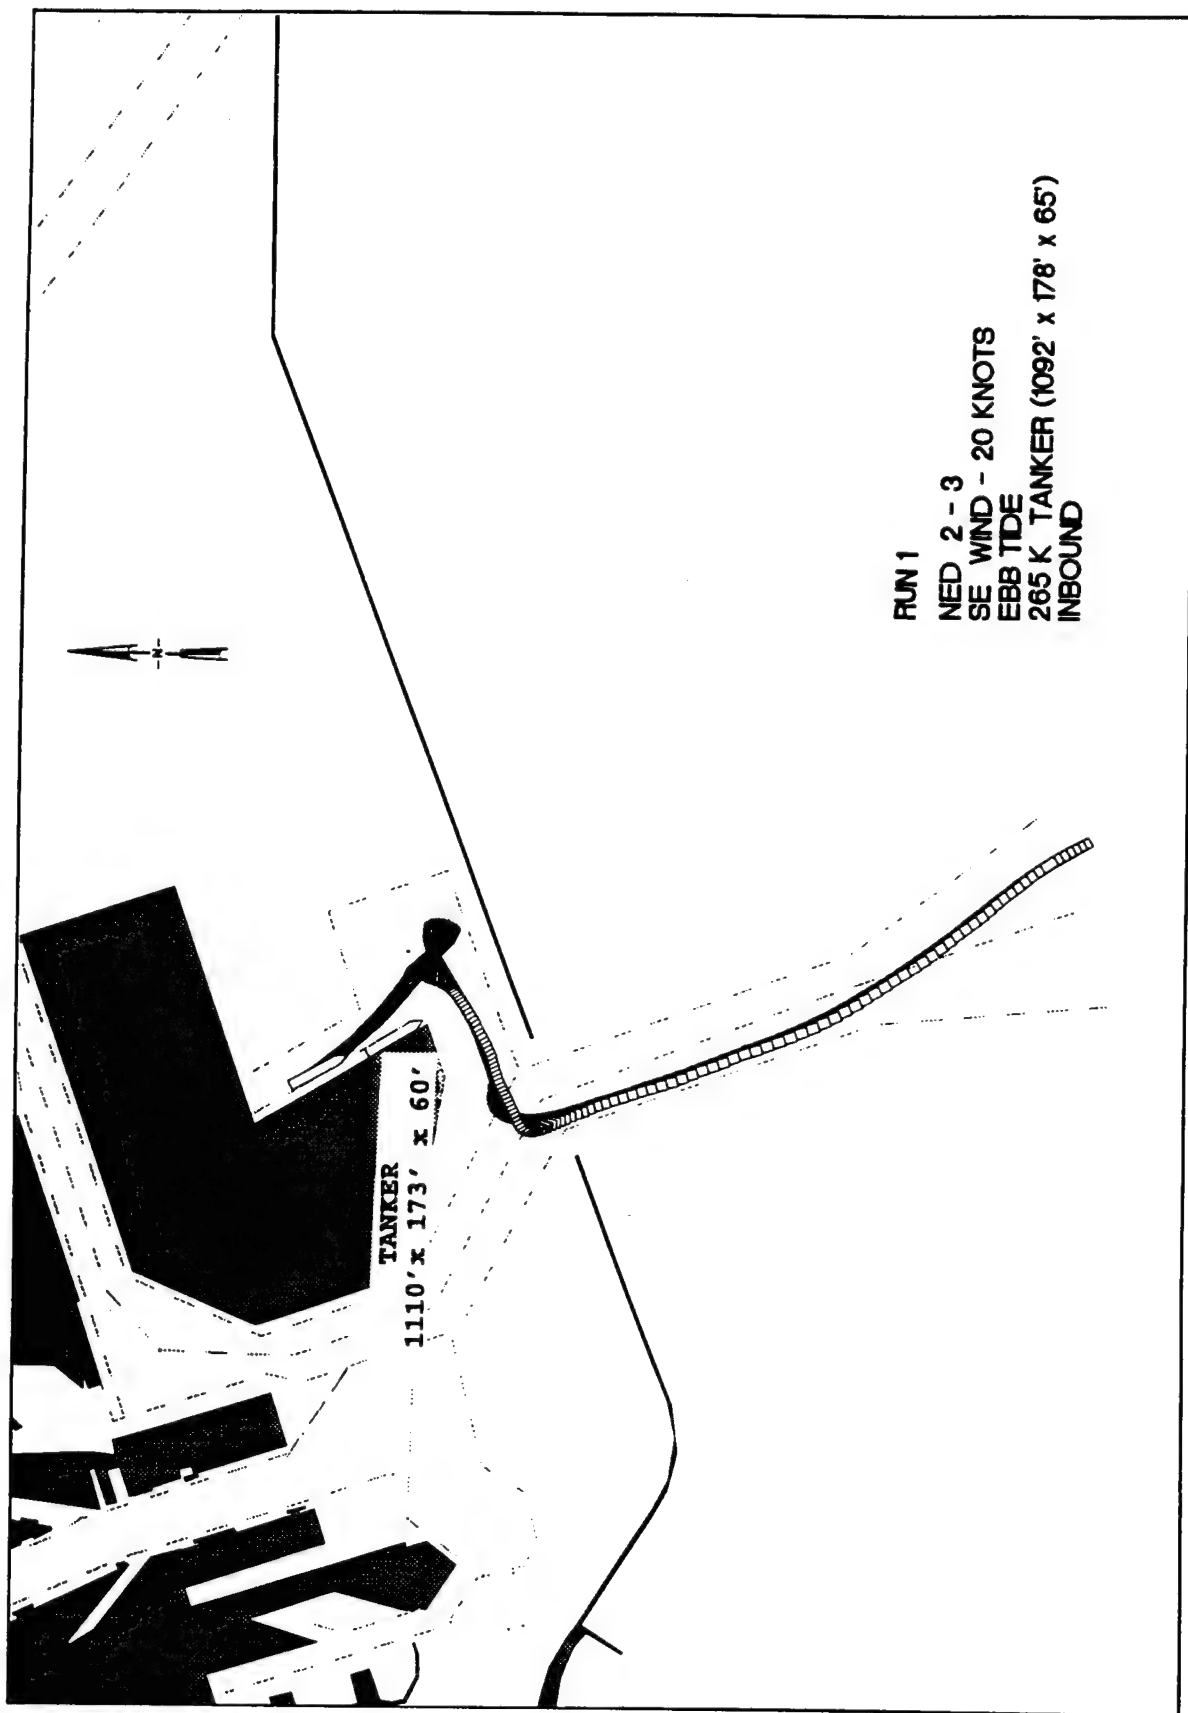 N
TANKER
1110'x 173' x 60'
RUN 1
NED 2 - 3
SE WIND - 20 KNOTS
EBB TIDE
265 K TANKER (1092' x 178' x 65')
INBOUND